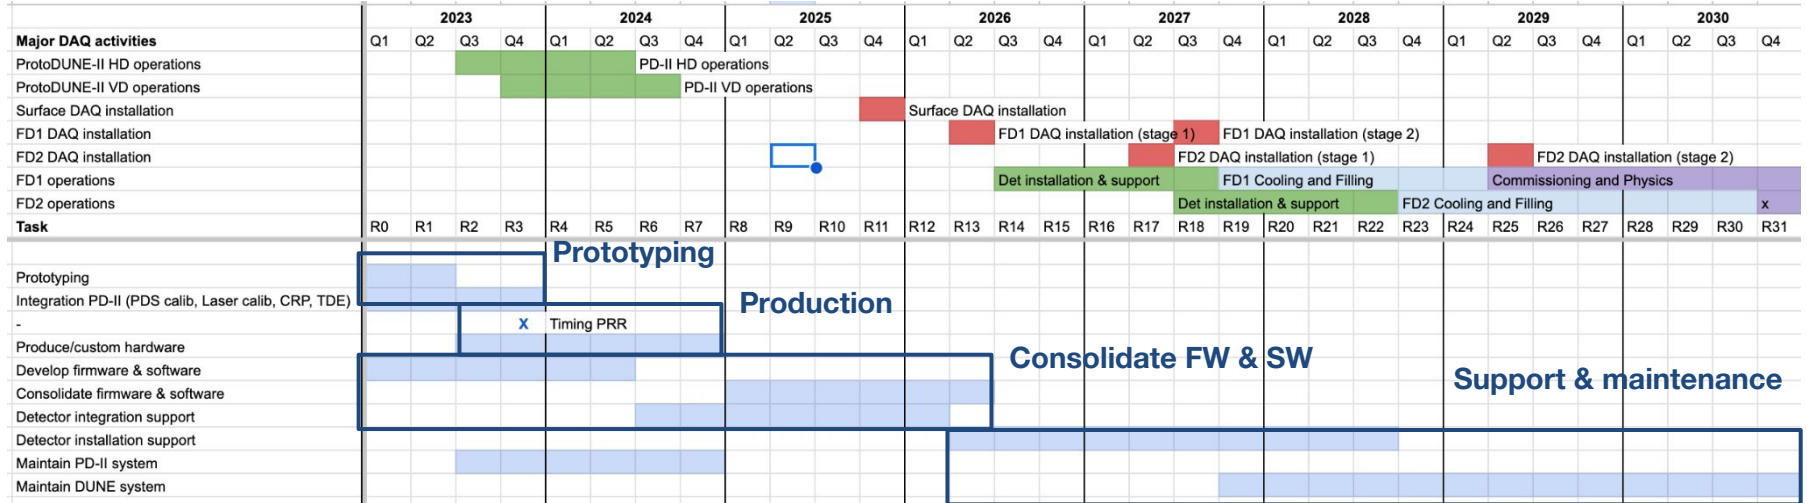 2023 2024 2025 2026 2027 2028 2029 2030
Major DAQ activities Q1 Q2 Q3 Q4 Q1 Q2 Q3 Q4 Q1 Q2 Q3 Q4 Q1 Q2 Q3 Q4 Q1 Q2 Q3 Q4 Q1 Q2 Q3 Q4 Q1 Q2 Q3 Q4 Q1 Q2 Q3 Q4
ProtoDUNE-II HD operations PD-II HD operations
ProtoDUNE-II VD operations PD-II VD operations
Surface DAQ installation Surface DAQ installation
FD1 DAQ installation FD1 DAQ installation (stage 1) FD1 DAQ installation (stage 2)
FD2 DAQ installation FD2 DAQ installation (stage 1) FD2 DAQ installation (stage 2)
FD1 operations Det installation & support FD1 Cooling and Filling Commissioning and Physics
FD2 operations Det installation & support FD2 Cooling and Filling x
Task R0 R1 R2 R3 R4 R5 R6 R7 R8 R9 R10 R11 R12 R13 R14 R15 R16 R17 R18 R19 R20 R21 R22 R23 R24 R25 R26 R27 R28 R29 R30 R31
Prototyping
Prototyping
Integration PD-II (PDS calib, Laser calib, CRP, TDE)
Production
- X Timing PRR
Produce/custom hardware
Consolidate FW & SW
Develop firmware & software
Support & maintenance
Consolidate firmware & software
Detector integration support
Detector installation support
Maintain PD-II system
Maintain DUNE system